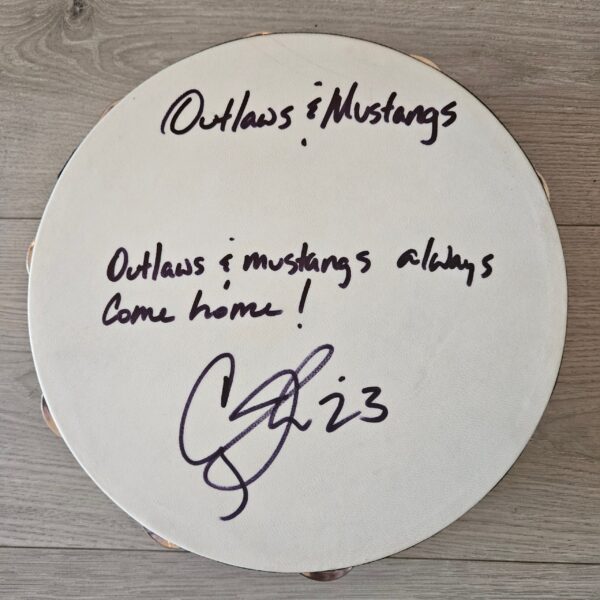 Outlaws & Mustangs
Outlaws & mustangs always
Come home!
'23